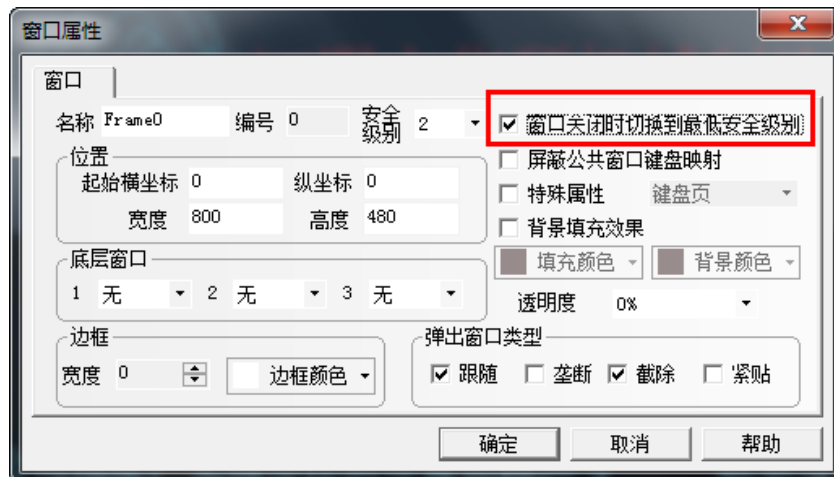 窗口属性
窗口
名称 Frame0 编号 0 安全级别 2
窗口关闭时切换到最低安全级别
位置
屏蔽公共窗口键盘映射
起始横坐标 0 纵坐标 0
特殊属性 键盘页
宽度 800 高度 480
背景填充效果
底层窗口
填充颜色 背景颜色
1 无 2 无 3 无
透明度 0%
边框
弹出窗口类型
宽度 0 边框颜色
跟随 垄断 截除 紧贴
确定 取消 帮助